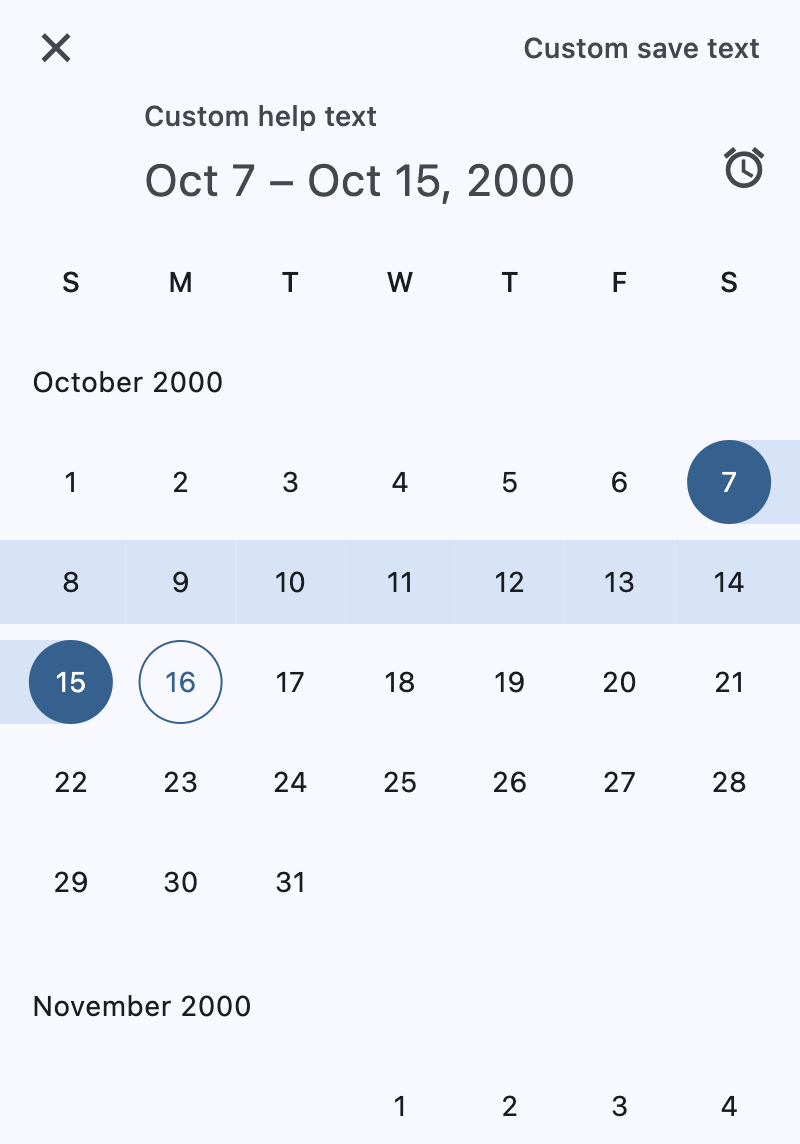 Custom save text
Custom help text
Oct 7 – Oct 15, 2000
S M T W T F S
October 2000
1 2 3 4 5 6 7
8 9 10 11 12 13 14
15 16 17 18 19 20 21
22 23 24 25 26 27 28
29 30 31
November 2000
1 2 3 4